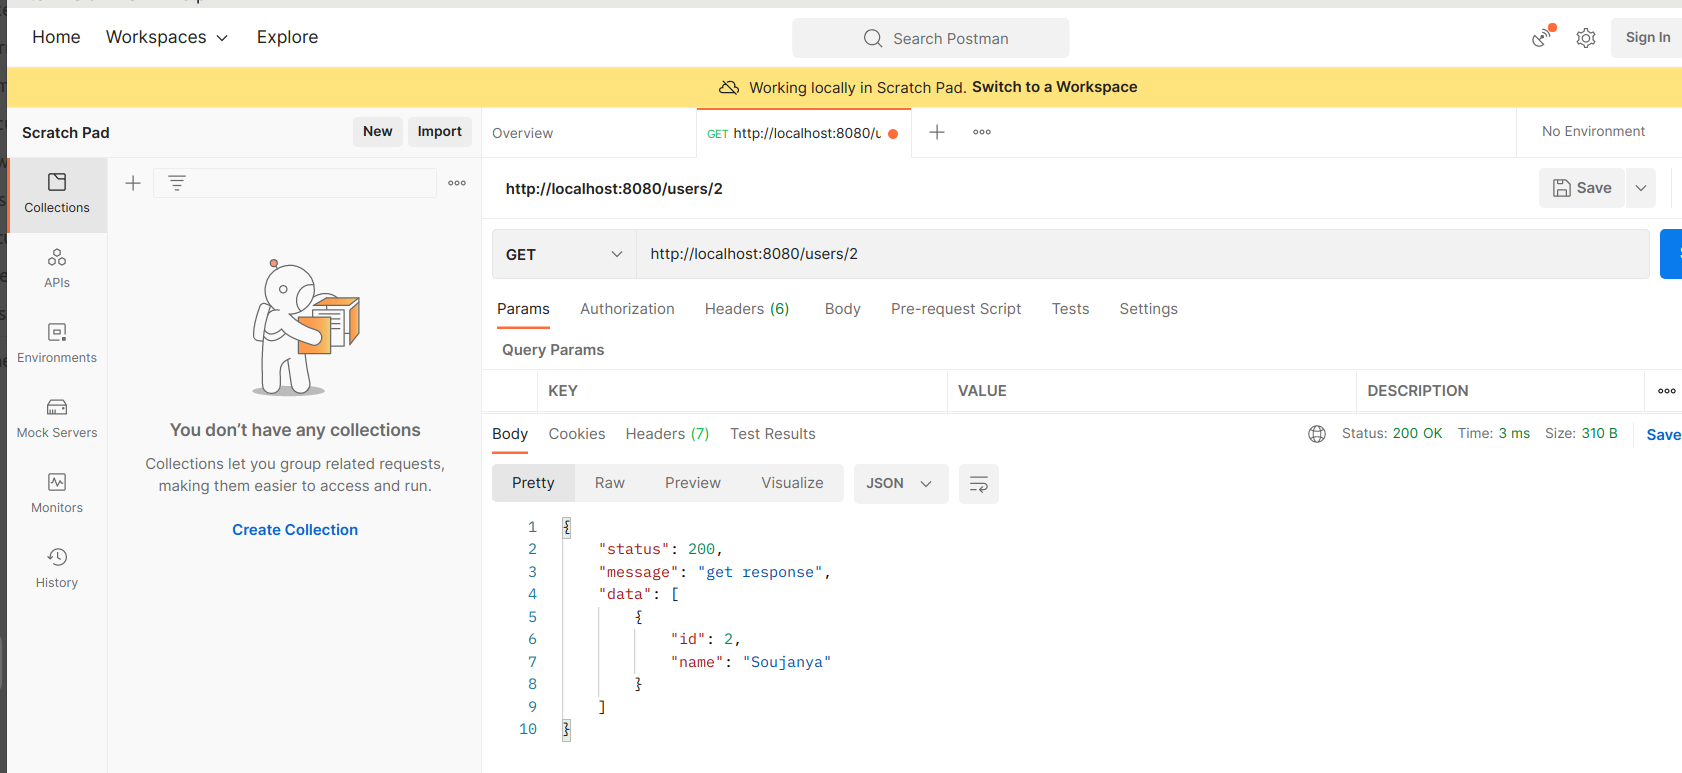 Home Workspaces Explore Search Postman Sign In
Working locally in Scratch Pad. Switch to a Workspace
Scratch Pad New Import Overview GET http://localhost:8080/u No Environment
Collections
http://localhost:8080/users/2 Save
APIs
GET http://localhost:8080/users/2
Environments
Params Authorization Headers (6) Body Pre-request Script Tests Settings
Query Params
KEY VALUE DESCRIPTION
Mock Servers
You don't have any collections
Collections let you group related requests,
making them easier to access and run.
Create Collection
Monitors
History
Body Cookies Headers (7) Test Results Status: 200 OK Time: 3 ms Size: 310 B Save
Pretty Raw Preview Visualize JSON
1 {
2 "status": 200,
3 "message": "get response",
4 "data": [
5 {
6 "id": 2,
7 "name": "Soujanya"
8 }
9 ]
10 }